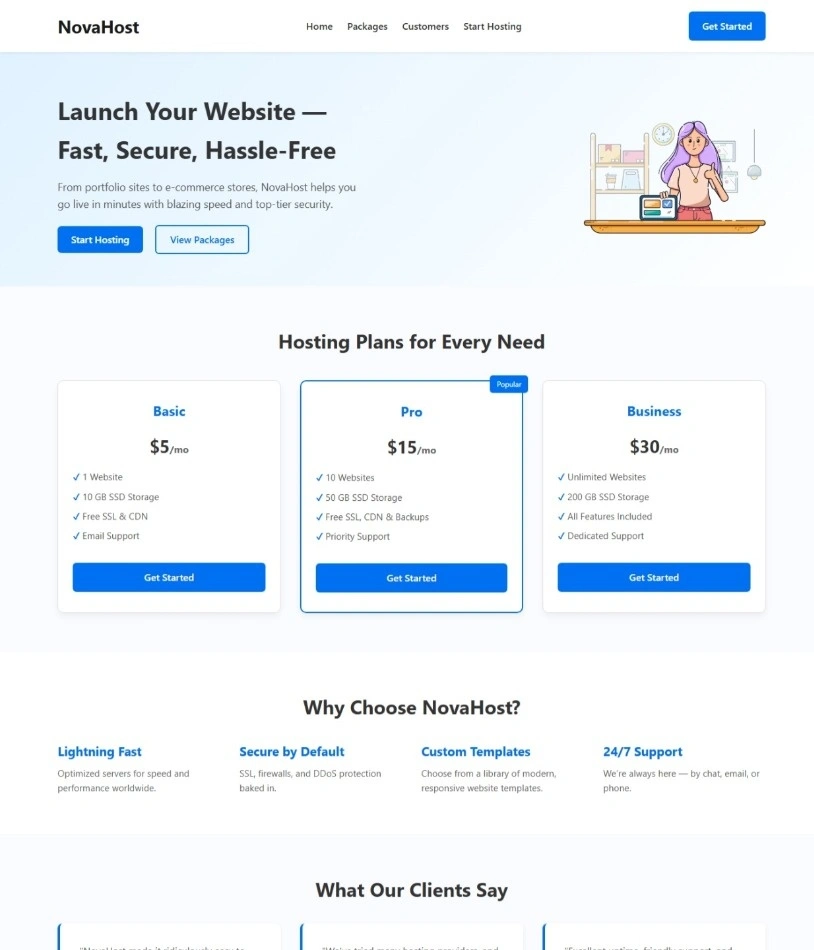 NovaHost
Home Packages Customers Start Hosting
Get Started
Launch Your Website —
Fast, Secure, Hassle-Free
From portfolio sites to e-commerce stores, NovaHost helps you
go live in minutes with blazing speed and top-tier security.
Start Hosting
View Packages
Hosting Plans for Every Need
Basic
$5/mo
✓ 1 Website
✓ 10 GB SSD Storage
✓ Free SSL & CDN
✓ Email Support
Get Started
Popular
Pro
$15/mo
✓ 10 Websites
✓ 50 GB SSD Storage
✓ Free SSL, CDN & Backups
✓ Priority Support
Get Started
Business
$30/mo
✓ Unlimited Websites
✓ 200 GB SSD Storage
✓ All Features Included
✓ Dedicated Support
Get Started
Why Choose NovaHost?
Lightning Fast
Optimized servers for speed and
performance worldwide.
Secure by Default
SSL, firewalls, and DDoS protection
baked in.
Custom Templates
Choose from a library of modern,
responsive website templates.
24/7 Support
We're always here — by chat, email, or
phone.
What Our Clients Say